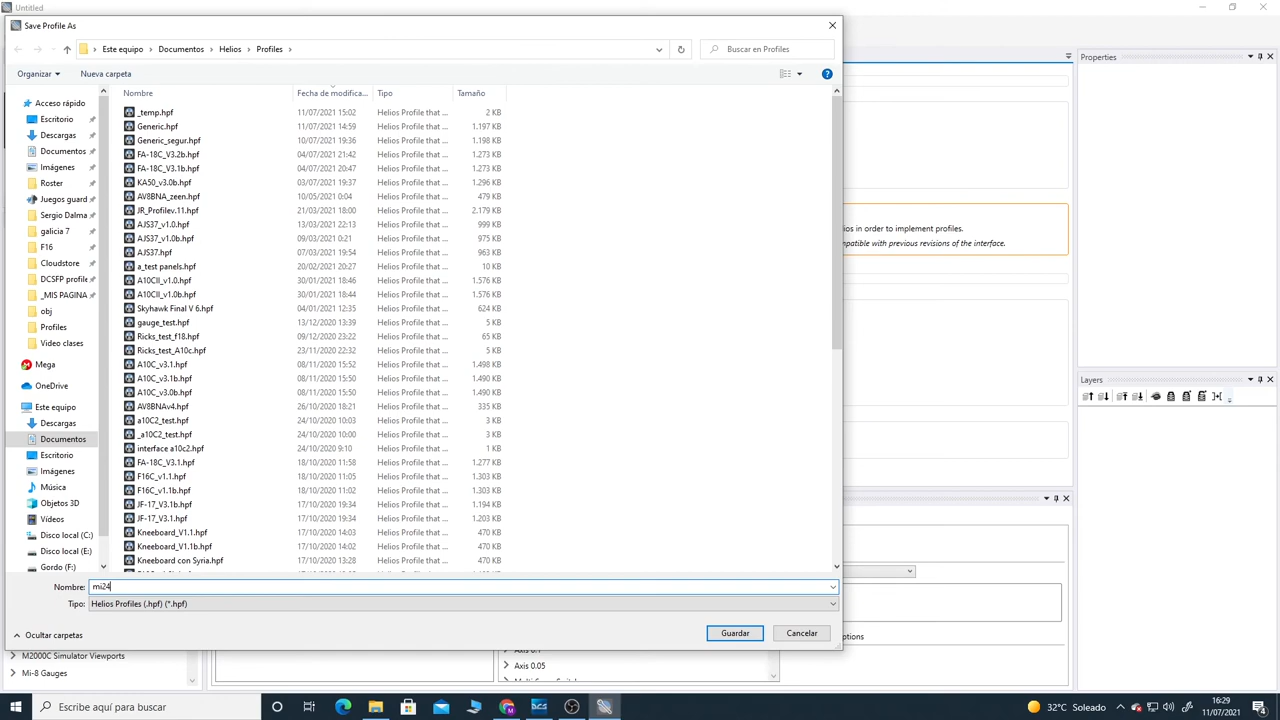 Untitled
Save Profile As
Este equipo > Documentos > Helios > Profiles >
Buscar en Profiles
Organizar
Nueva carpeta
Nombre Fecha de modifica... Tipo Tamaño
Acceso rápido
Escritorio
Descargas
Documentos
Imágenes
Roster
Juegos guard
Sergio Dalma
galicia 7
F16
Cloudstore
DCSFP profile
_MIS PAGINA
obj
Profiles
Video clases
Mega
OneDrive
Este equipo
Descargas
Documentos
Escritorio
Imágenes
Música
Objetos 3D
Vídeos
Disco local (C:)
Disco local (E:)
Gordo (F:)
_temp.hpf 11/07/2021 15:02 Helios Profile that ... 2 KB
Generic.hpf 11/07/2021 14:59 Helios Profile that ... 1.197 KB
Generic_segur.hpf 10/07/2021 19:36 Helios Profile that ... 1.198 KB
FA-18C_V3.2b.hpf 04/07/2021 21:42 Helios Profile that ... 1.273 KB
FA-18C_V3.1b.hpf 04/07/2021 20:47 Helios Profile that ... 1.273 KB
KA50_v3.0b.hpf 03/07/2021 19:37 Helios Profile that ... 1.296 KB
AV8BNA_zeen.hpf 10/05/2021 0:04 Helios Profile that ... 479 KB
JR_Profilev.11.hpf 21/03/2021 18:00 Helios Profile that ... 2.179 KB
AJS37_v1.0.hpf 13/03/2021 22:13 Helios Profile that ... 999 KB
AJS37_v1.0b.hpf 09/03/2021 0:21 Helios Profile that ... 975 KB
AJS37.hpf 07/03/2021 19:54 Helios Profile that ... 963 KB
a_test panels.hpf 20/02/2021 20:27 Helios Profile that ... 10 KB
A10CII_v1.0.hpf 30/01/2021 18:46 Helios Profile that ... 1.576 KB
A10CII_v1.0b.hpf 30/01/2021 18:44 Helios Profile that ... 1.576 KB
Skyhawk Final V 6.hpf 04/01/2021 12:35 Helios Profile that ... 624 KB
gauge_test.hpf 13/12/2020 13:39 Helios Profile that ... 5 KB
Ricks_test_f18.hpf 09/12/2020 23:22 Helios Profile that ... 65 KB
Ricks_test_A10c.hpf 23/11/2020 22:32 Helios Profile that ... 5 KB
A10C_v3.1.hpf 08/11/2020 15:52 Helios Profile that ... 1.498 KB
A10C_v3.1b.hpf 08/11/2020 15:50 Helios Profile that ... 1.490 KB
A10C_v3.0b.hpf 08/11/2020 15:50 Helios Profile that ... 1.490 KB
AV8BNAv4.hpf 26/10/2020 18:21 Helios Profile that ... 335 KB
a10C2_test.hpf 24/10/2020 10:03 Helios Profile that ... 3 KB
_a10C2_test.hpf 24/10/2020 10:00 Helios Profile that ... 3 KB
interface a10c2.hpf 24/10/2020 9:10 Helios Profile that ... 1 KB
FA-18C_V3.1.hpf 18/10/2020 11:58 Helios Profile that ... 1.277 KB
F16C_v1.1.hpf 18/10/2020 11:05 Helios Profile that ... 1.303 KB
F16C_v1.1b.hpf 18/10/2020 11:02 Helios Profile that ... 1.303 KB
JF-17_V3.1b.hpf 17/10/2020 19:34 Helios Profile that ... 1.194 KB
JF-17_V3.1.hpf 17/10/2020 19:34 Helios Profile that ... 1.203 KB
Kneeboard_V1.1.hpf 17/10/2020 14:03 Helios Profile that ... 470 KB
Kneeboard_V1.1b.hpf 17/10/2020 14:02 Helios Profile that ... 470 KB
Kneeboard con Syria.hpf 17/10/2020 13:28 Helios Profile that ... 470 KB
Nombre: mi24
Tipo: Helios Profiles (.hpf) (*.hpf)
Ocultar carpetas
Guardar
Cancelar
ios in order to implement profiles.
mpatible with previous revisions of the interface.
Properties
Layers
ptions
M2000C Simulator Viewports
Mi-8 Gauges
Axis 0.1
Axis 0.05
Escribe aquí para buscar
32°C Soleado
16:29
11/07/2021
4